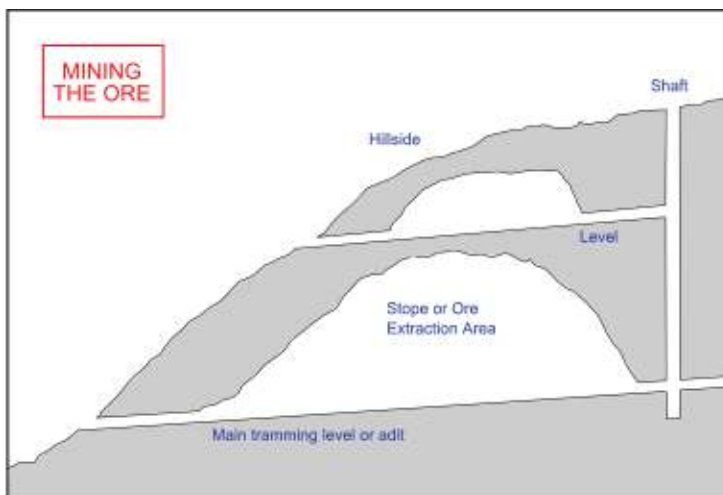 MINING
THE ORE
Shaft
Hillside
Level
Stope or Ore
Extraction Area
Main tramming level or adit